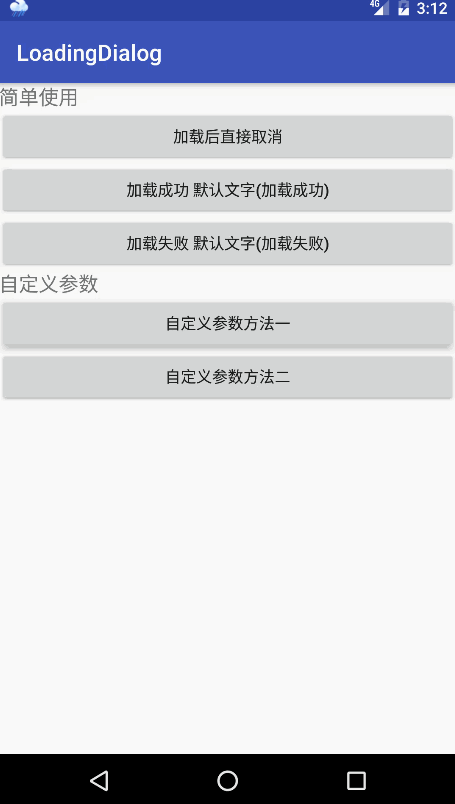 4G 3:12
LoadingDialog
简单使用
加载后直接取消
加载成功 默认文字(加载成功)
加载失败 默认文字(加载失败)
自定义参数
自定义参数方法一
自定义参数方法二